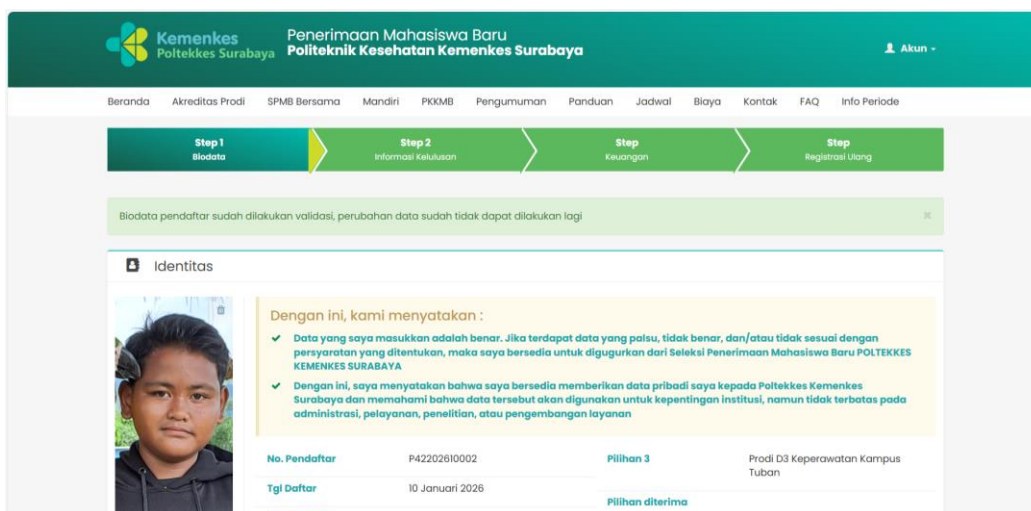 Kemenkes
Poltekkes Surabaya
Penerimaan Mahasiswa Baru
Politeknik Kesehatan Kemenkes Surabaya
Akun
Beranda Akreditas Prodi SPMB Bersama Mandiri PKKMB Pengumuman Panduan Jadwal Biaya Kontak FAQ Info Periode
Step 1
Biodata
Step 2
Informasi Kelulusan
Step
Keuangan
Step
Registrasi Ulang
Biodata pendaftar sudah dilakukan validasi, perubahan data sudah tidak dapat dilakukan lagi
Identitas
Dengan ini, kami menyatakan :
Data yang saya masukkan adalah benar. Jika terdapat data yang palsu, tidak benar, dan/atau tidak sesuai dengan
persyaratan yang ditentukan, maka saya bersedia untuk digugurkan dari Seleksi Penerimaan Mahasiswa Baru POLTEKKES
KEMENKES SURABAYA
Dengan ini, saya menyatakan bahwa saya bersedia memberikan data pribadi saya kepada Poltekkes Kemenkes
Surabaya dan memahami bahwa data tersebut akan digunakan untuk kepentingan institusi, namun tidak terbatas pada
administrasi, pelayanan, penelitian, atau pengembangan layanan
No. Pendaftar P42202610002
Tgl Daftar 10 Januari 2026
Pilihan 3 Prodi D3 Keperawatan Kampus
Tuban
Pilihan diterima